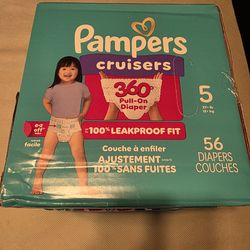 Pampers
cruisers
360°
Pull-On Diaper
100% LEAKPROOF FIT
Couche à enfiler
AJUSTEMENT
100% SANS FUITES
5
56
DIAPERS
COUCHES
facile